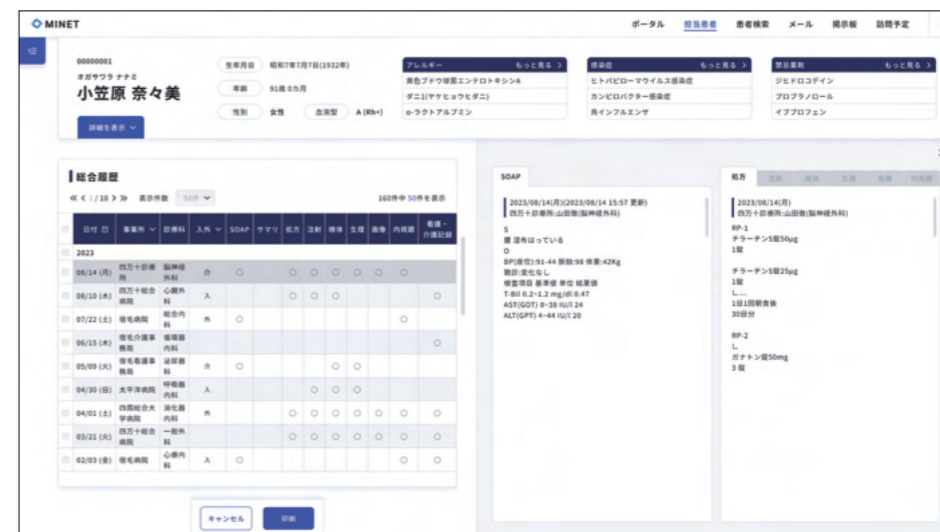 MINET
ポータル 担当患者 患者検索 メール 掲示板 訪問予定
00000001
オガサワラ ナナミ
小笠原 奈々美
詳細を表示
生年月日 昭和7年7月7日(1932年)
年齢 91歳 0カ月
性別 女性 血液型 A (Rh+)
アレルギー もっと見る
黄色ブドウ球菌エンテロトキシンA
ダニ1(ヤケヒョウヒダニ)
α-ラクトアルブミン
感染症 もっと見る
ヒトパピローマウイルス感染症
カンピロバクター感染症
鳥インフルエンザ
禁忌薬剤 もっと見る
ジヒドロコデイン
プロプラノロール
イブプロフェン
総合履歴
1/10 表示件数 50件 160件中 50件を表示
日付 事業所 診療科 入外 SOAP サマリ 処方 注射 検体 生理 画像 内視鏡 看護・介護記録
2023
08/14 (月) 四万十診療所 脳神経外科 介 ○ ○ ○ ○ ○ ○ ○
08/10 (木) 四万十総合病院 心臓外科 入 ○ ○ ○ ○
07/22 (土) 宿毛病院 総合内科 外 ○ ○
06/15 (木) 宿毛介護事務局 循環器内科 ○
05/09 (火) 宿毛看護事務局 泌尿器科 介 ○ ○ ○
04/30 (日) 太平洋病院 呼吸器内科 入 ○ ○ ○
04/01 (土) 四国総合大学病院 消化器内科 外 ○ ○ ○ ○ ○ ○ ○
03/21 (火) 四万十総合病院 一般外科 ○ ○ ○ ○ ○ ○ ○
02/03 (金) 宿毛病院 心療内科 入 ○ ○ ○
キャンセル 印刷
SOAP
2023/08/14(月)(2023/08/14 15:57 更新)
四万十診療所:山田徹(脳神経外科)
S
腰 湿布はっている
O
BP(座位):91-44 脈拍:98 体重:42Kg
聴診:変化なし
検査項目 基準値 単位 結果値
T-Bil 0.2~1.2 mg/dl 0.47
AST(GOT) 8~38 IU/l 24
ALT(GPT) 4~44 IU/l 20
処方 注射 検体 生理 画像 内視鏡
2023/08/14(月)
四万十診療所:山田徹(脳神経外科)
RP-1
チラーヂンS錠50μg
1錠
チラーヂンS錠25μg
1錠
し...
1日1回朝食後
30日分
RP-2
し
ガナトン錠50mg
3 錠